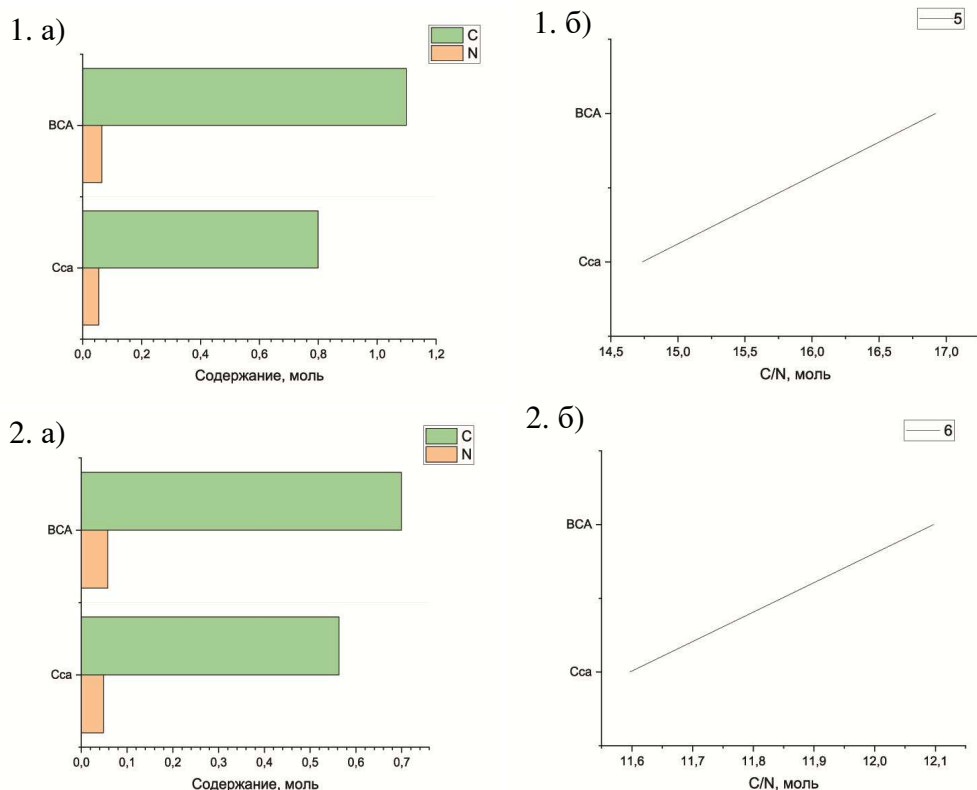 1. а)
C
N
BCA
Cca
0,0 0,2 0,4 0,6 0,8 1,0 1,2
Содержание, моль
1. б)
5
BCA
Cca
14,5 15,0 15,5 16,0 16,5 17,0
C/N, моль
2. а)
C
N
BCA
Cca
0,0 0,1 0,2 0,3 0,4 0,5 0,6 0,7
Содержание, моль
2. б)
6
BCA
Cca
11,6 11,7 11,8 11,9 12,0 12,1
C/N, моль